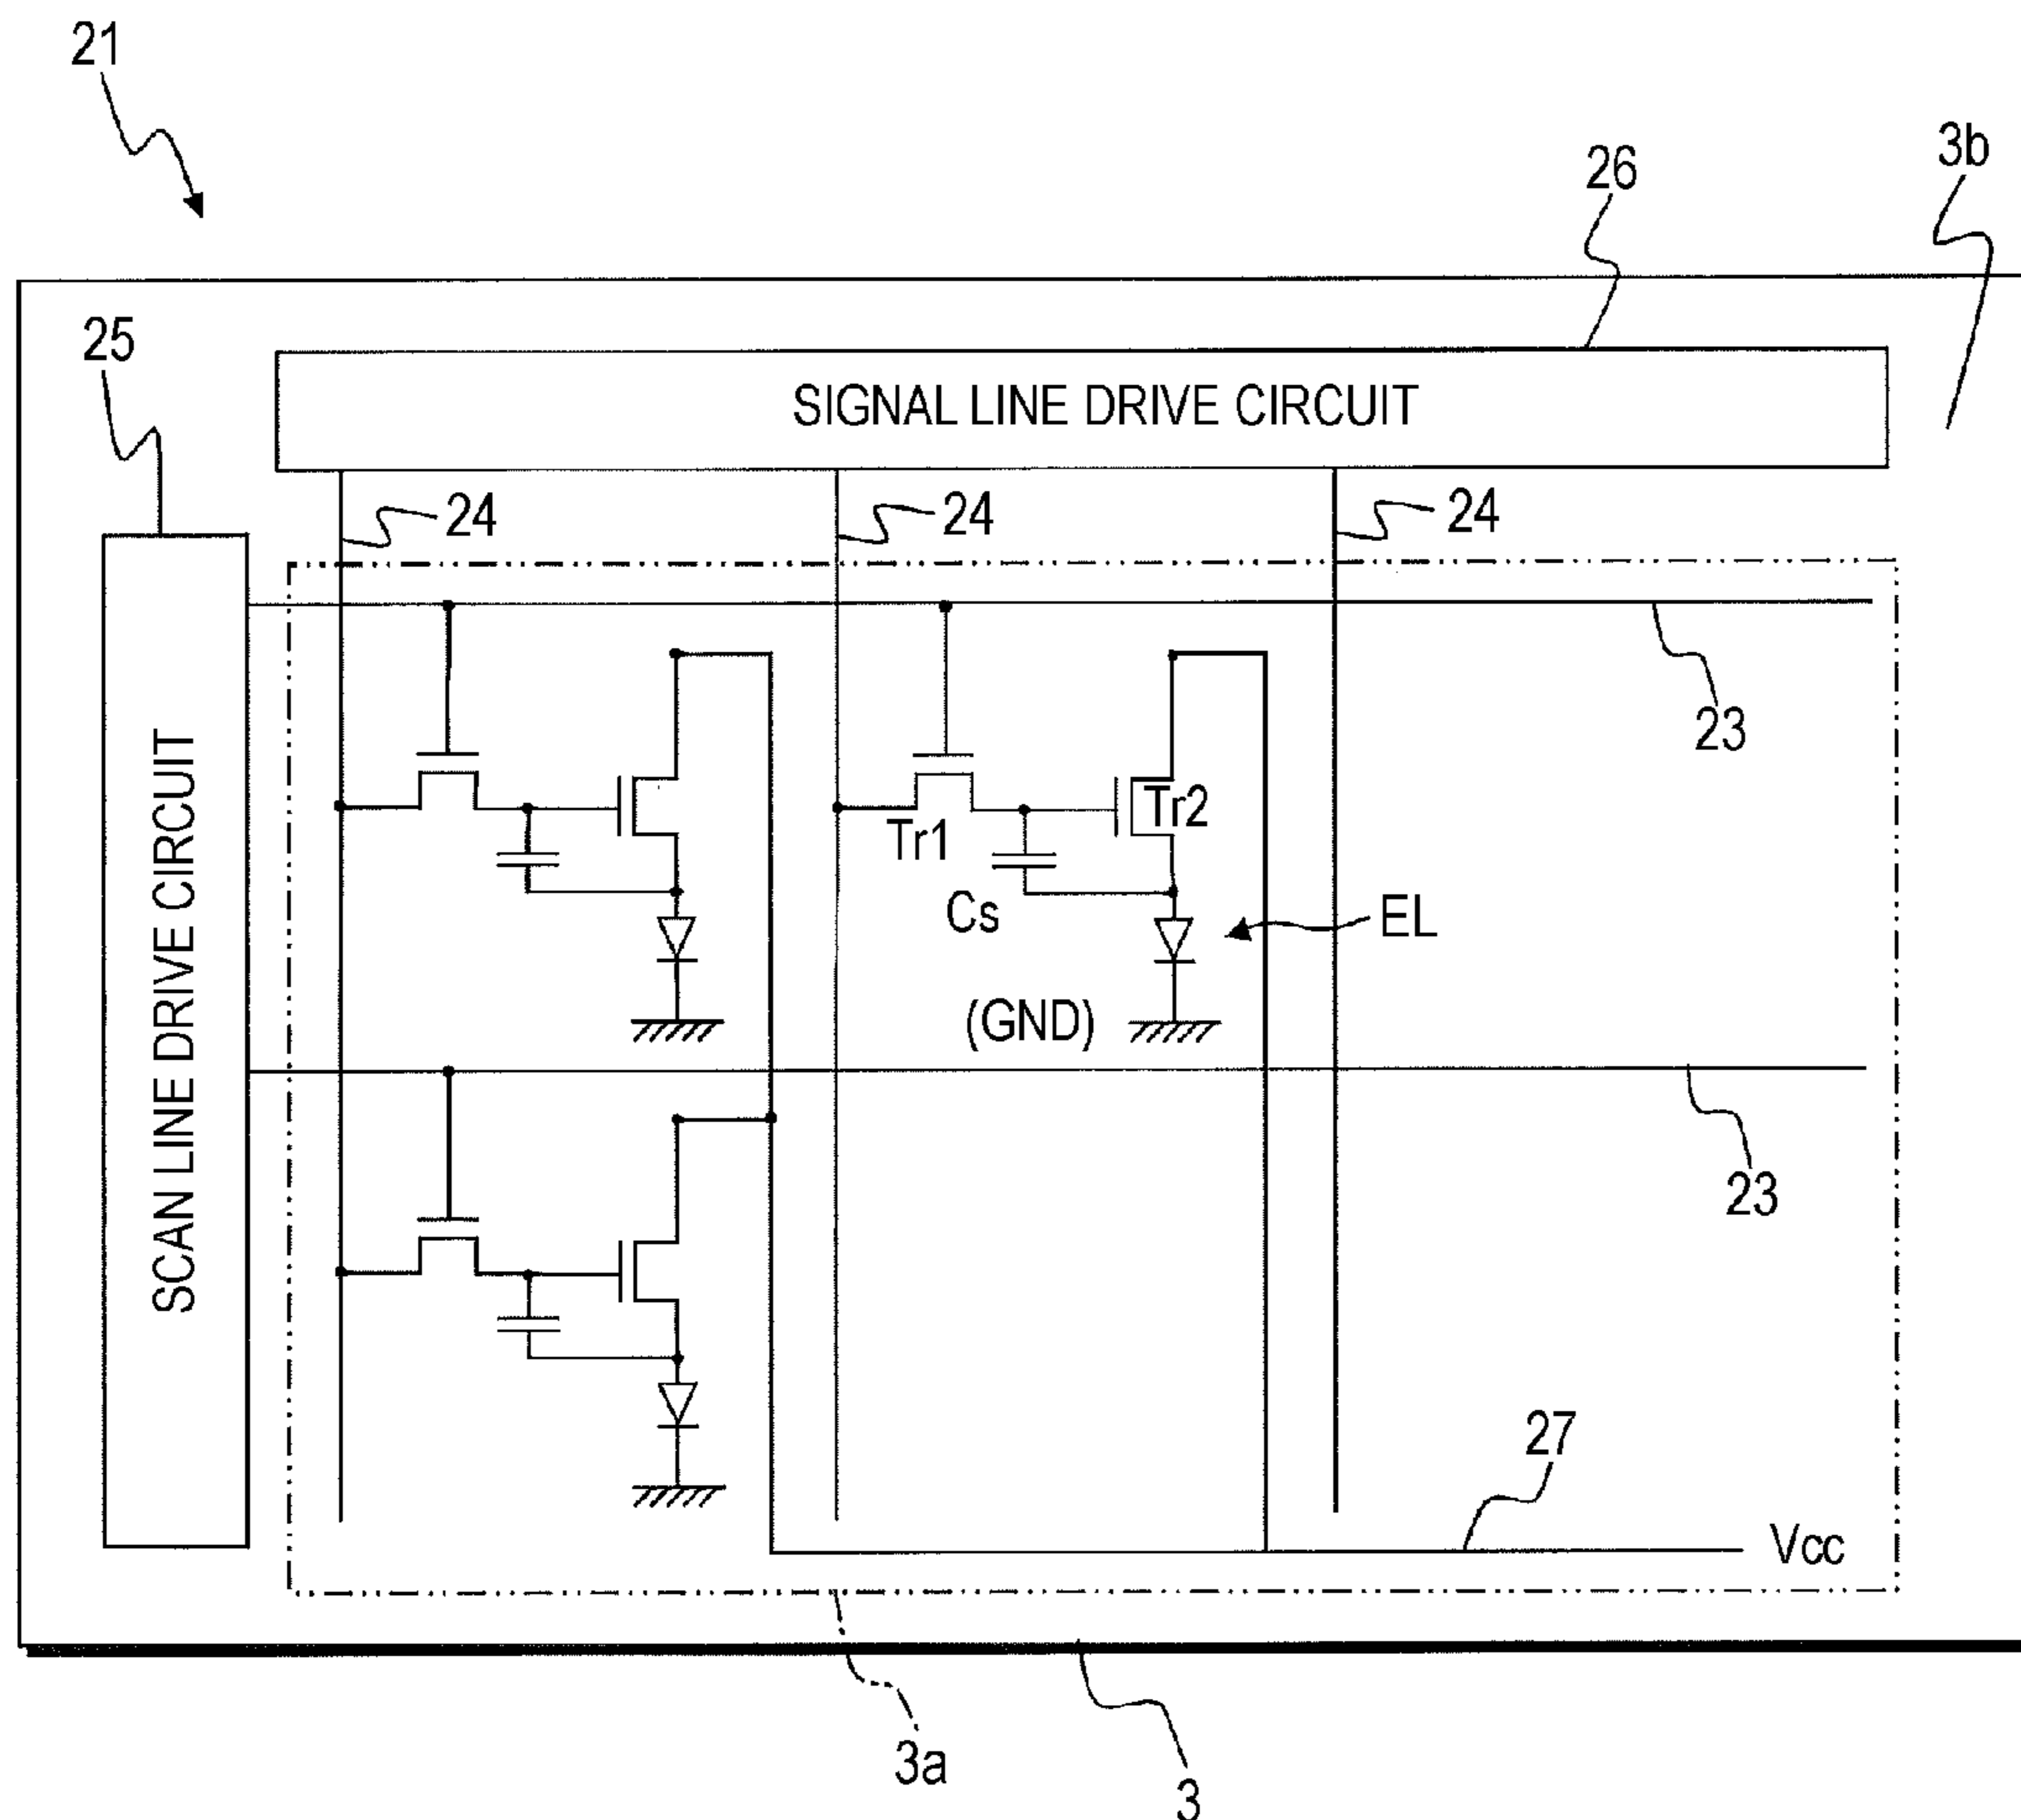 21
3b
26
25
SIGNAL LINE DRIVE CIRCUIT
24
24
24
23
SCAN LINE DRIVE CIRCUIT
Tr1
Tr2
Cs
EL
(GND)
23
27
Vcc
3a
3